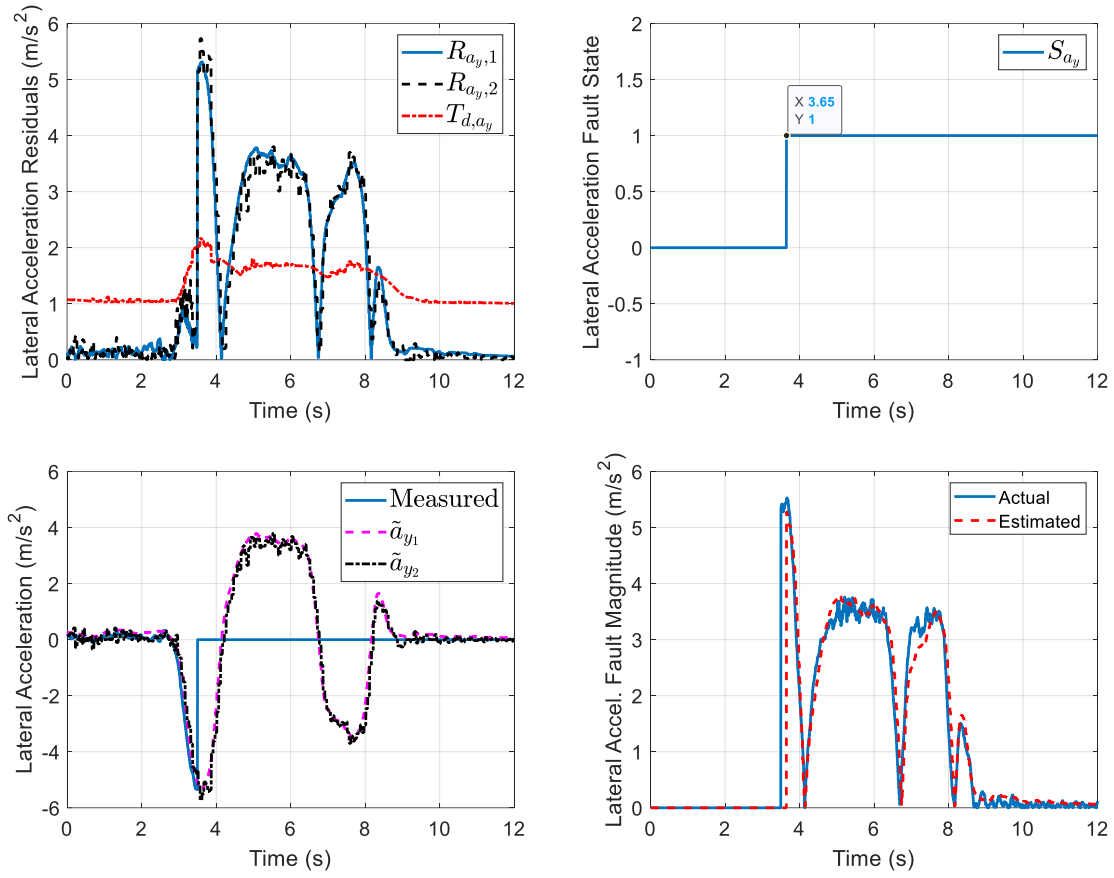 Lateral Acceleration Residuals (m/s²)
6
5
4
3
2
1
0
0 2 4 6 8 10 12
Time (s)
R_{a_y,1}
R_{a_y,2}
T_{d,a_y}
Lateral Acceleration Fault State
2
1.5
1
0.5
0
-0.5
-1
0 2 4 6 8 10 12
Time (s)
S_{a_y}
X 3.65
Y 1
Lateral Acceleration (m/s²)
6
4
2
0
-2
-4
-6
0 2 4 6 8 10 12
Time (s)
Measured
ã_{y_1}
ã_{y_2}
Lateral Accel. Fault Magnitude (m/s²)
6
5
4
3
2
1
0
0 2 4 6 8 10 12
Time (s)
Actual
Estimated